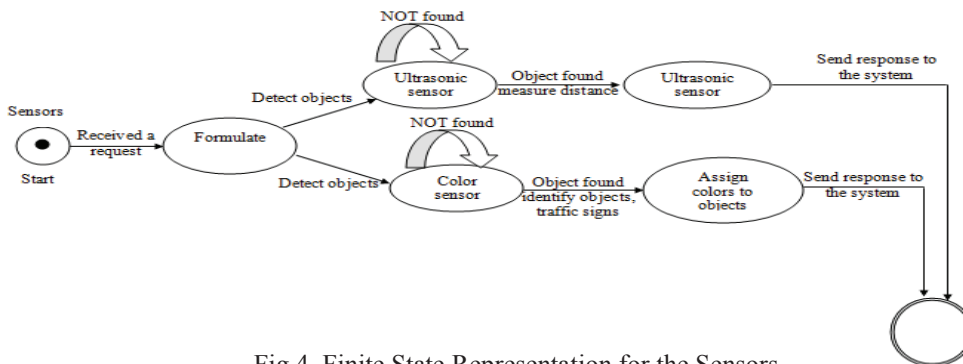 NOT found
Ultrasonic
sensor
Object found
measure distance
Ultrasonic
sensor
Send response to
the system
Detect objects
Sensors
Start
Received a
request
Formulate
NOT found
Detect objects
Color
sensor
Object found
identify objects,
traffic signs
Assign
colors to
objects
Send response to
the system
Fig.4. Finite State Representation for the Sensors